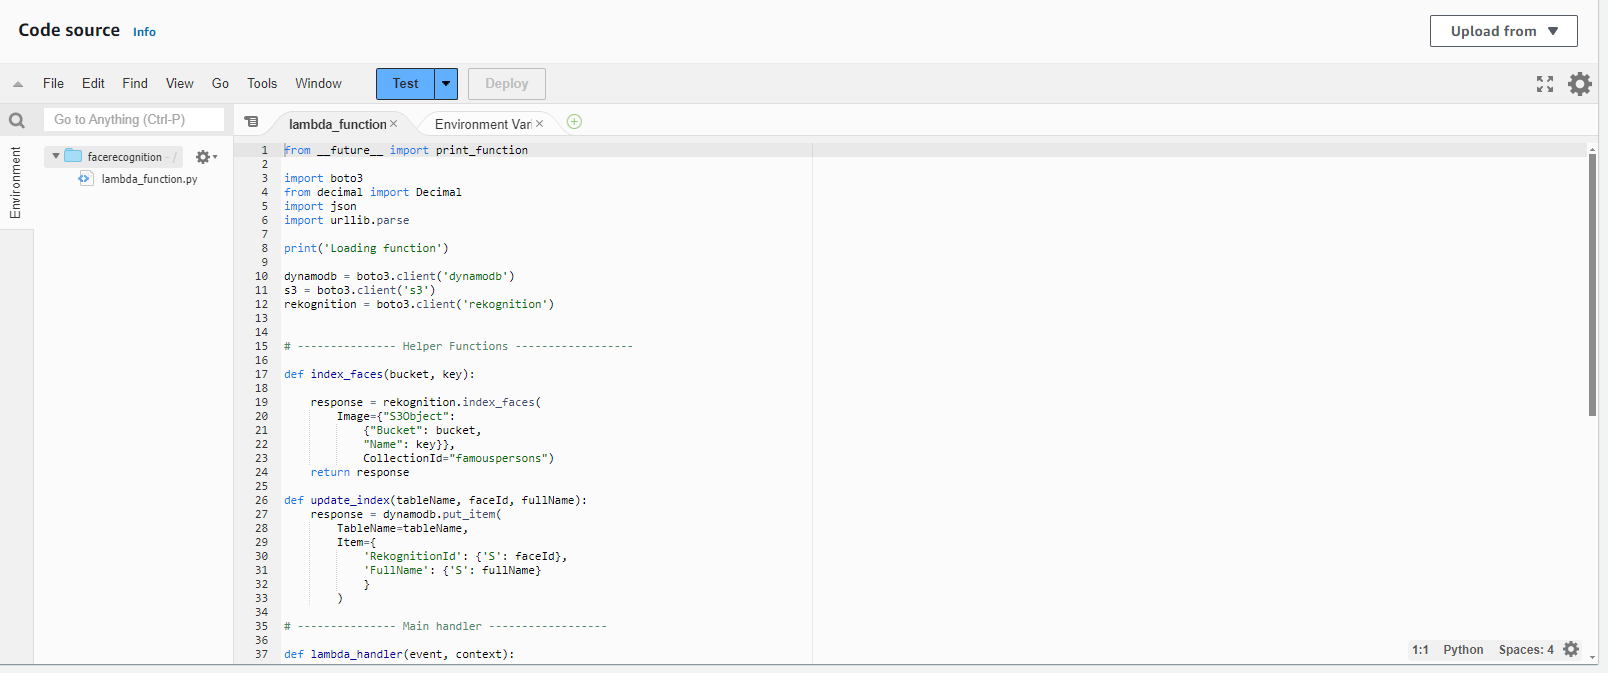 Code source Info
Upload from
File Edit Find View Go Tools Window Test Deploy
Go to Anything (Ctrl-P)
lambda_function Environment Vari
Environment
facerecognition - /
lambda_function.py
1 from __future__ import print_function
2
3 import boto3
4 from decimal import Decimal
5 import json
6 import urllib.parse
7
8 print('Loading function')
9
10 dynamodb = boto3.client('dynamodb')
11 s3 = boto3.client('s3')
12 rekognition = boto3.client('rekognition')
13
14
15 # --------------- Helper Functions ------------------
16
17 def index_faces(bucket, key):
18
19     response = rekognition.index_faces(
20         Image={"S3Object":
21             {"Bucket": bucket,
22             "Name": key}},
23             CollectionId="famouspersons")
24     return response
25
26 def update_index(tableName, faceId, fullName):
27     response = dynamodb.put_item(
28         TableName=tableName,
29         Item={
30             'RekognitionId': {'S': faceId},
31             'FullName': {'S': fullName}
32             }
33         )
34
35 # --------------- Main handler ------------------
36
37 def lambda_handler(event, context):
1:1 Python Spaces: 4